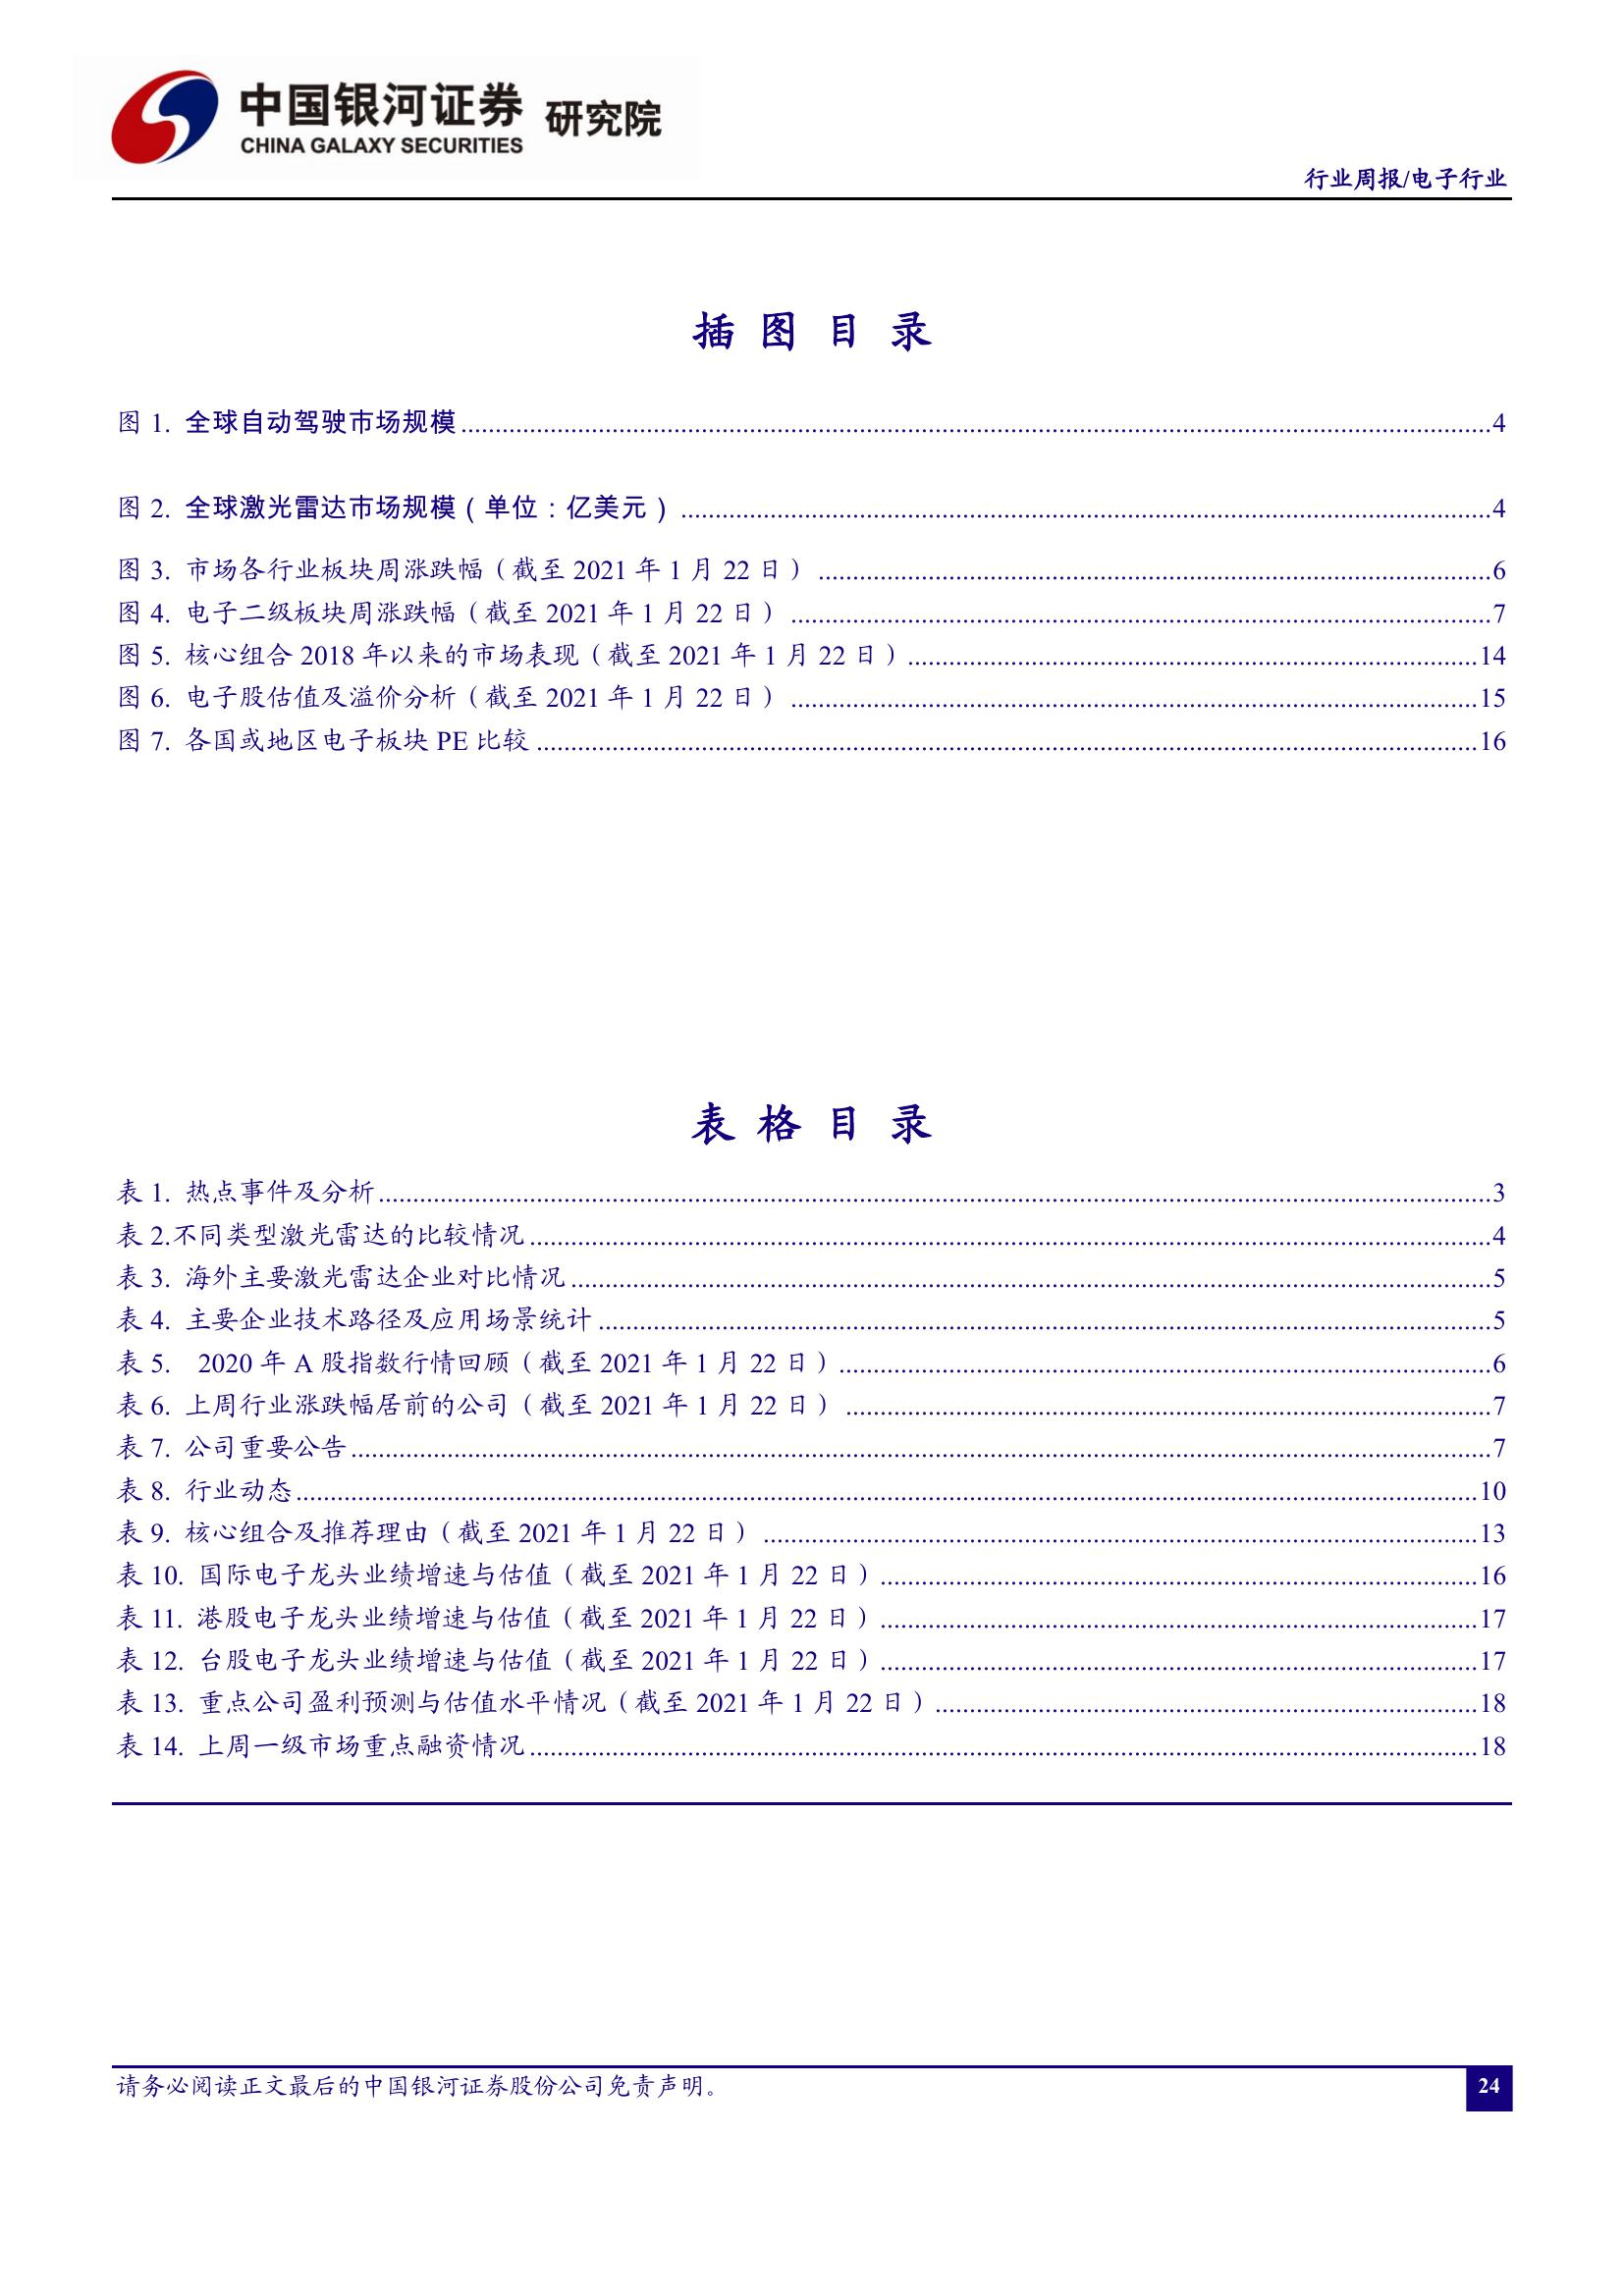 中国银河证券 研究院
CHINA GALAXY SECURITIES
行业周报/电子行业
插 图 目 录
图 1. 全球自动驾驶市场规模........4
图 2. 全球激光雷达市场规模（单位：亿美元）........4
图 3. 市场各行业板块周涨跌幅（截至 2021 年 1 月 22 日）........6
图 4. 电子二级板块周涨跌幅（截至 2021 年 1 月 22 日）........7
图 5. 核心组合 2018 年以来的市场表现（截至 2021 年 1 月 22 日）........14
图 6. 电子股估值及溢价分析（截至 2021 年 1 月 22 日）........15
图 7. 各国或地区电子板块 PE 比较........16
表 格 目 录
表 1. 热点事件及分析........3
表 2.不同类型激光雷达的比较情况........4
表 3. 海外主要激光雷达企业对比情况........5
表 4. 主要企业技术路径及应用场景统计........5
表 5. 2020 年 A 股指数行情回顾（截至 2021 年 1 月 22 日）........6
表 6. 上周行业涨跌幅居前的公司（截至 2021 年 1 月 22 日）........7
表 7. 公司重要公告........7
表 8. 行业动态........10
表 9. 核心组合及推荐理由（截至 2021 年 1 月 22 日）........13
表 10. 国际电子龙头业绩增速与估值（截至 2021 年 1 月 22 日）........16
表 11. 港股电子龙头业绩增速与估值（截至 2021 年 1 月 22 日）........17
表 12. 台股电子龙头业绩增速与估值（截至 2021 年 1 月 22 日）........17
表 13. 重点公司盈利预测与估值水平情况（截至 2021 年 1 月 22 日）........18
表 14. 上周一级市场重点融资情况........18
请务必阅读正文最后的中国银河证券股份公司免责声明。
24